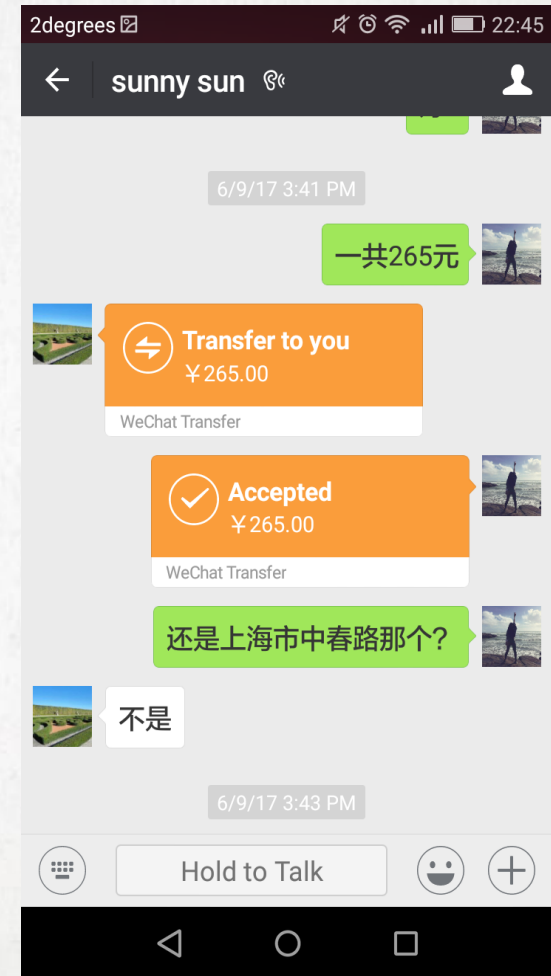 2degrees 22:45
sunny sun
6/9/17 3:41 PM
一共265元
Transfer to you
￥265.00
WeChat Transfer
Accepted
￥265.00
WeChat Transfer
还是上海市中春路那个?
不是
6/9/17 3:43 PM
Hold to Talk